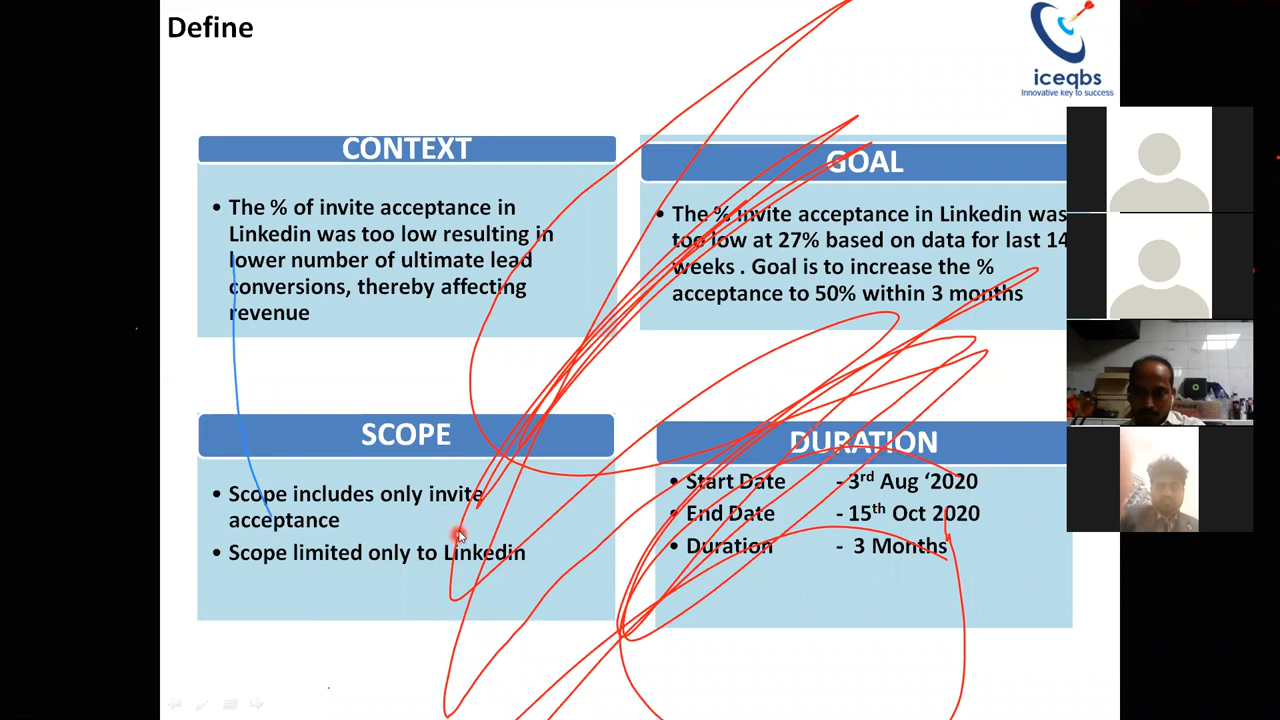 Define
iceqbs
Innovative key to success
CONTEXT
• The % of invite acceptance in
Linkedin was too low resulting in
lower number of ultimate lead
conversions, thereby affecting
revenue
GOAL
• The % invite acceptance in Linkedin was
too low at 27% based on data for last 14
weeks . Goal is to increase the %
acceptance to 50% within 3 months
SCOPE
• Scope includes only invite
acceptance
• Scope limited only to Linkedin
DURATION
• Start Date - 3rd Aug ‘2020
• End Date - 15th Oct 2020
• Duration - 3 Months